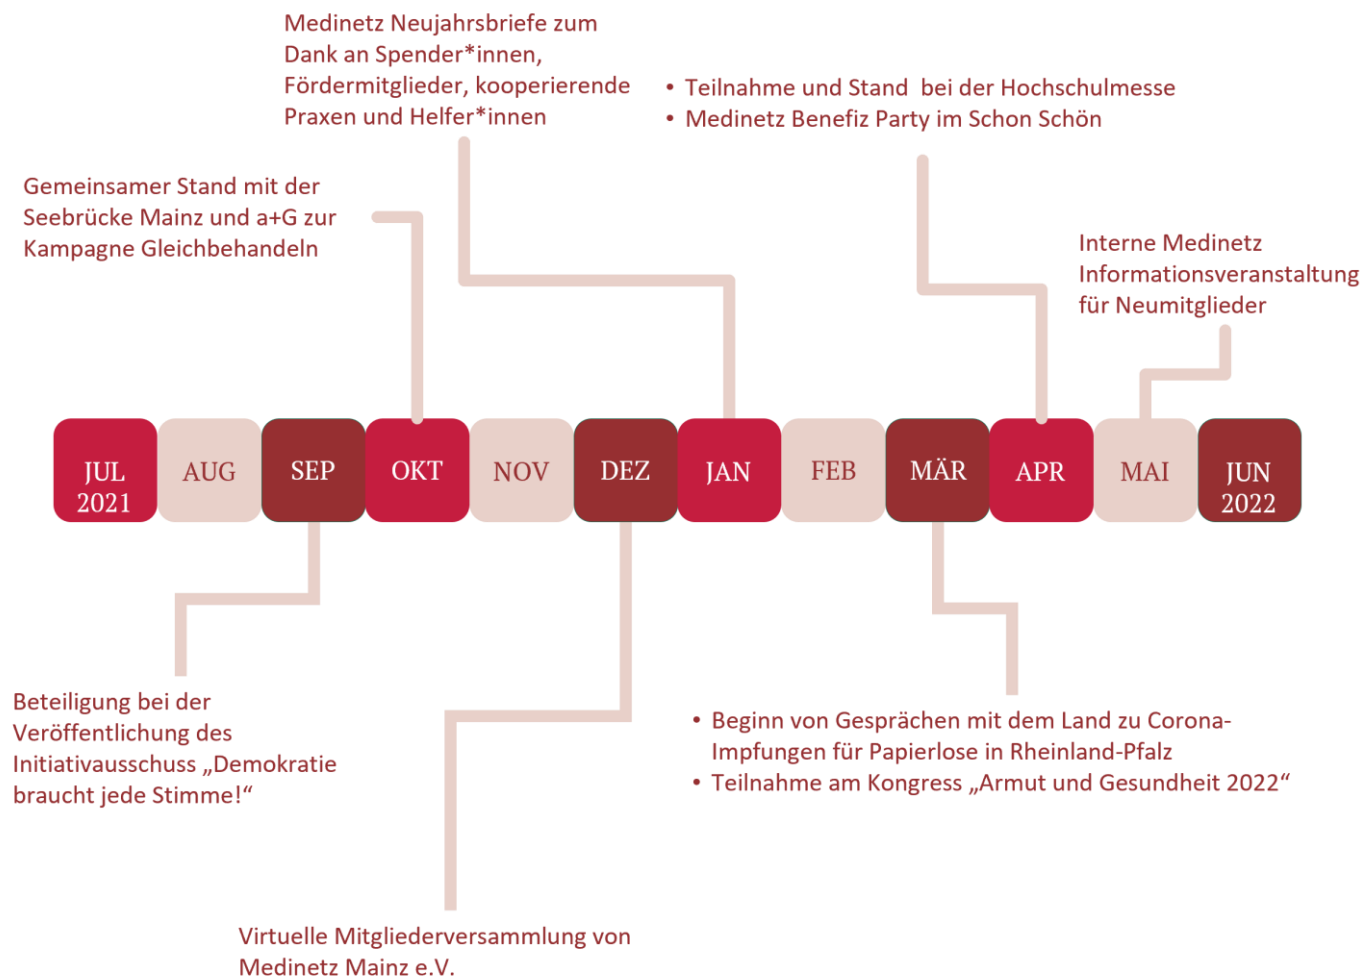 Medinetz Neujahrsbriefe zum
Dank an Spender*innen,
Fördermitglieder, kooperierende
Praxen und Helfer*innen
• Teilnahme und Stand bei der Hochschulmesse
• Medinetz Benefiz Party im Schon Schön
Gemeinsamer Stand mit der
Seebrücke Mainz und a+G zur
Kampagne Gleichbehandeln
Interne Medinetz
Informationsveranstaltung
für Neumitglieder
JUL
2021
AUG
SEP
OKT
NOV
DEZ
JAN
FEB
MÄR
APR
MAI
JUN
2022
Beteiligung bei der
Veröffentlichung des
Initiativausschuss „Demokratie
braucht jede Stimme!“
• Beginn von Gesprächen mit dem Land zu Corona-
Impfungen für Papierlose in Rheinland-Pfalz
• Teilnahme am Kongress „Armut und Gesundheit 2022“
Virtuelle Mitgliederversammlung von
Medinetz Mainz e.V.